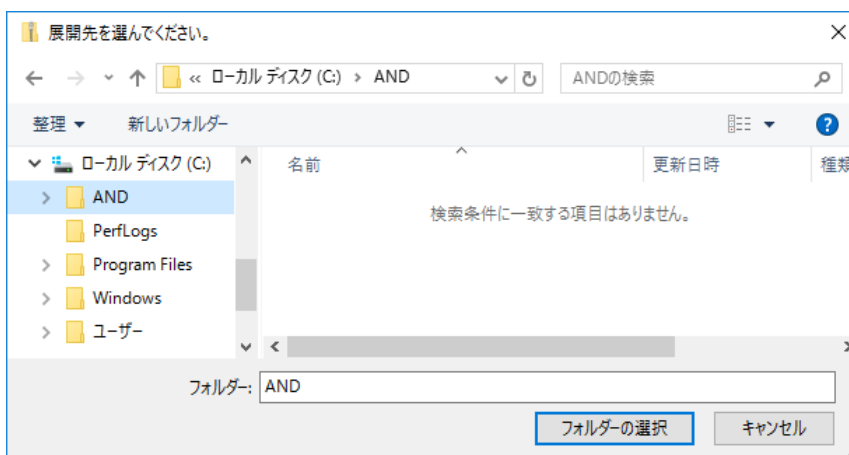 展開先を選んでください。
« ローカル ディスク (C:) › AND
ANDの検索
整理 新しいフォルダー
ローカル ディスク (C:)
AND
PerfLogs
Program Files
Windows
ユーザー
名前 更新日時 種類
検索条件に一致する項目はありません。
フォルダー: AND
フォルダーの選択 キャンセル